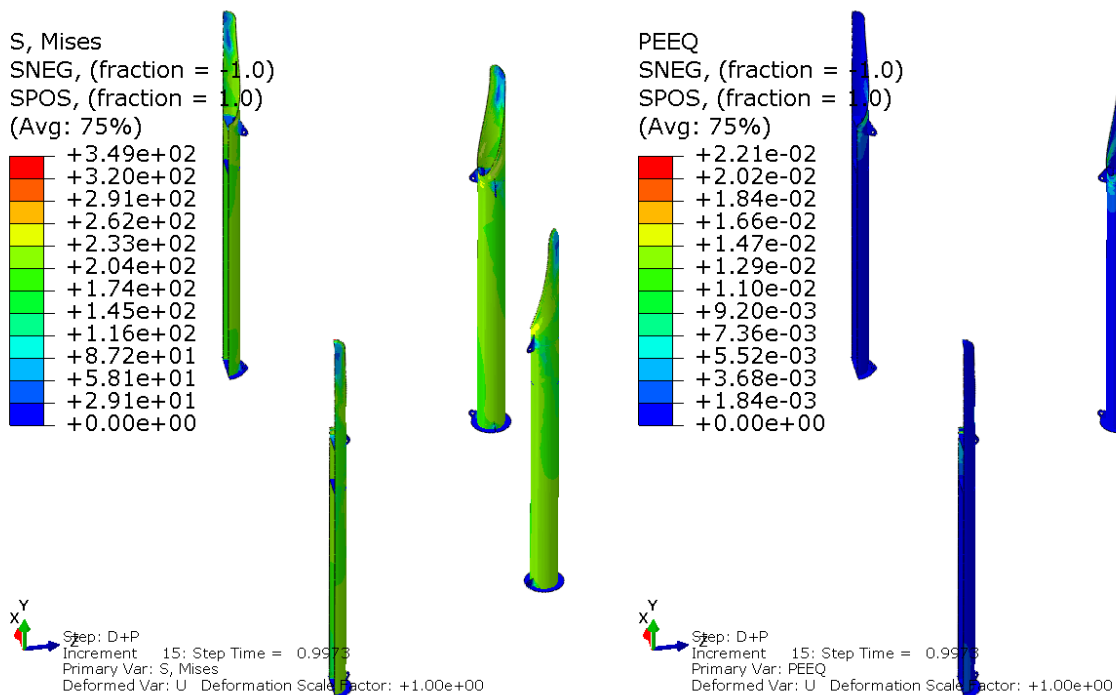 S, Mises
SNEG, (fraction = -1.0)
SPOS, (fraction = 1.0)
(Avg: 75%)
+3.49e+02
+3.20e+02
+2.91e+02
+2.62e+02
+2.33e+02
+2.04e+02
+1.74e+02
+1.45e+02
+1.16e+02
+8.72e+01
+5.81e+01
+2.91e+01
+0.00e+00
Y
X
Z
Step: D+P
Increment 15: Step Time = 0.9973
Primary Var: S, Mises
Deformed Var: U Deformation Scale Factor: +1.00e+00
PEEQ
SNEG, (fraction = -1.0)
SPOS, (fraction = 1.0)
(Avg: 75%)
+2.21e-02
+2.02e-02
+1.84e-02
+1.66e-02
+1.47e-02
+1.29e-02
+1.10e-02
+9.20e-03
+7.36e-03
+5.52e-03
+3.68e-03
+1.84e-03
+0.00e+00
Y
X
Z
Step: D+P
Increment 15: Step Time = 0.9973
Primary Var: PEEQ
Deformed Var: U Deformation Scale Factor: +1.00e+00